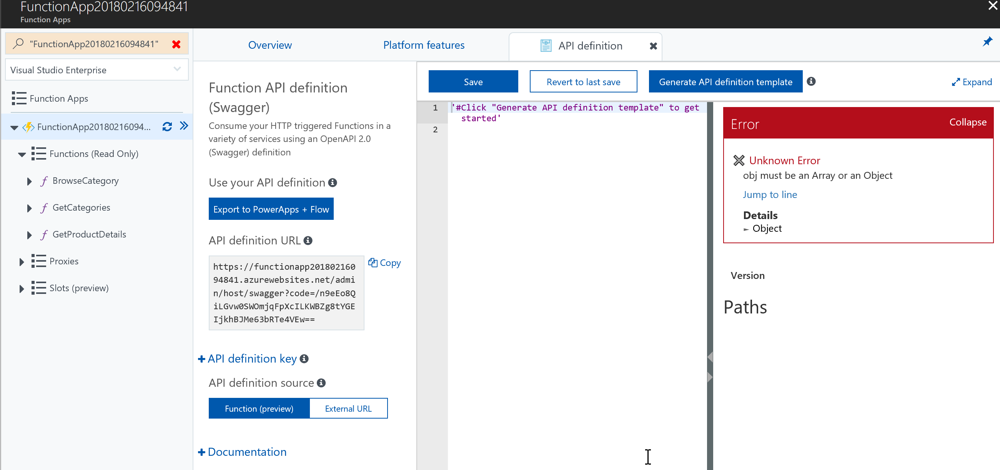 FunctionApp20180216094841
Function Apps
"FunctionApp20180216094841"
Visual Studio Enterprise
Function Apps
FunctionApp20180216094...
Functions (Read Only)
BrowseCategory
GetCategories
GetProductDetails
Proxies
Slots (preview)
Overview
Platform features
API definition
Function API definition
(Swagger)
Consume your HTTP triggered Functions in a
variety of services using an OpenAPI 2.0
(Swagger) definition
Use your API definition
Export to PowerApps + Flow
API definition URL
https://functionapp201802160
94841.azurewebsites.net/admi
n/host/swagger?code=/n9eEo8Q
iLGvw0SWOmjqFpXcILKWBZg8tYGE
IjkhBJMe63bRTe4VEw==
Copy
API definition key
API definition source
Function (preview)
External URL
Documentation
Save
Revert to last save
Generate API definition template
Expand
1
'#Click "Generate API definition template" to get
started'
2
Error
Collapse
Unknown Error
obj must be an Array or an Object
Jump to line
Details
Object
Version
Paths